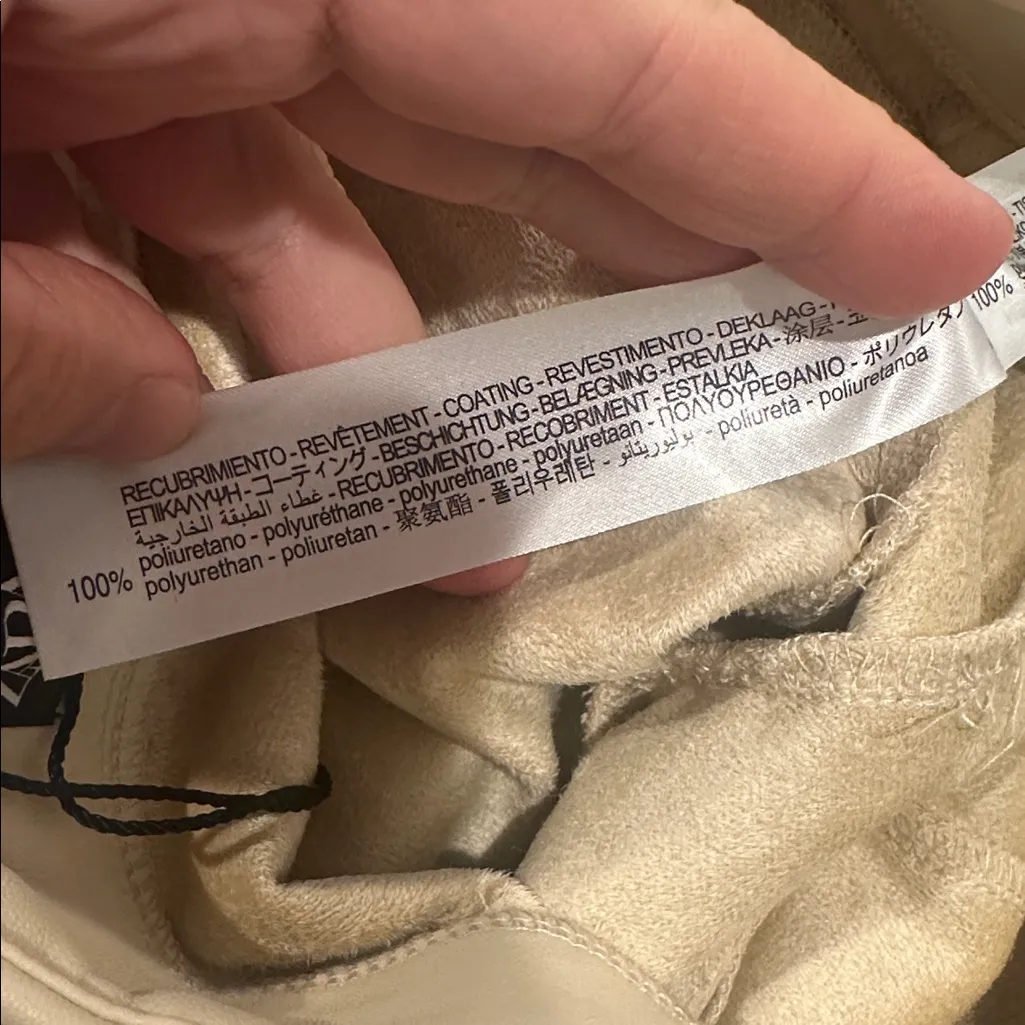 RECUBRIMIENTO - REVÊTEMENT - COATING - REVESTIMENTO - DEKLAAG -
ΕΠΙΚΑΛΥΨΗ - コーティング - BESCHICHTUNG - BELÆGNING - PREVLEKA - 涂层 -
غطاء الطبقة الخارجية - RECUBRIMENTO - RECOBRIMENT - ESTALKIA
100% poliuretano - polyuréthane - polyurethane - polyuretaan - ΠΟΛΥΟΥΡΕΘΑΝΙΟ - ポリウレタン
polyurethan - poliuretan - 聚氨酯 - 폴리우레탄 - بوليوريثانو - poliuretà - poliuretanoa
100%